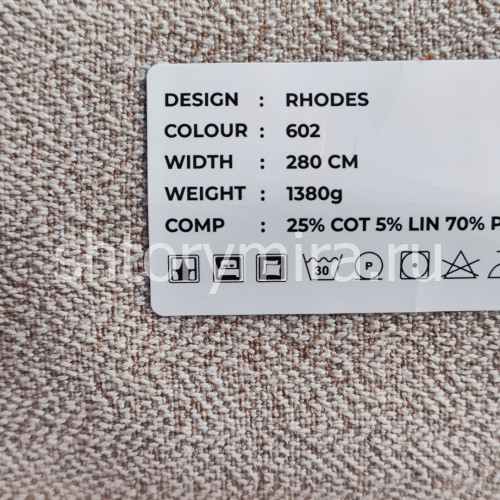 DESIGN : RHODES
COLOUR : 602
WIDTH : 280 CM
WEIGHT : 1380g
COMP : 25% COT 5% LIN 70% P
shtorymira.ru
30 P